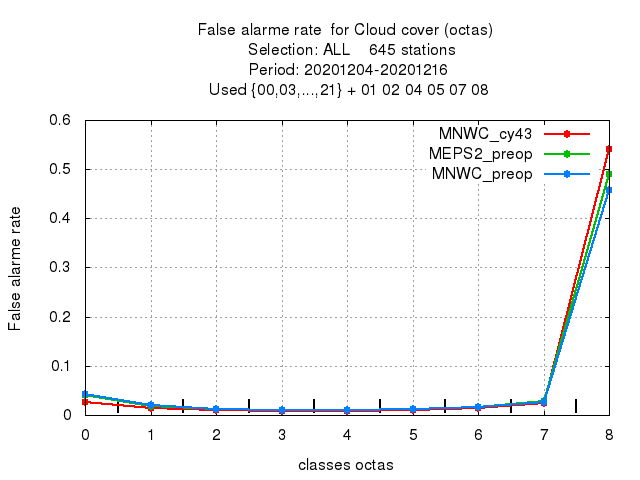 False alarme rate  for Cloud cover (octas)
Selection: ALL    645 stations
Period: 20201204-20201216
Used {00,03,...,21} + 01 02 04 05 07 08
MNWC_cy43
MEPS2_preop
MNWC_preop
False alarme rate
0.6
0.5
0.4
0.3
0.2
0.1
0
0 1 2 3 4 5 6 7 8
classes octas